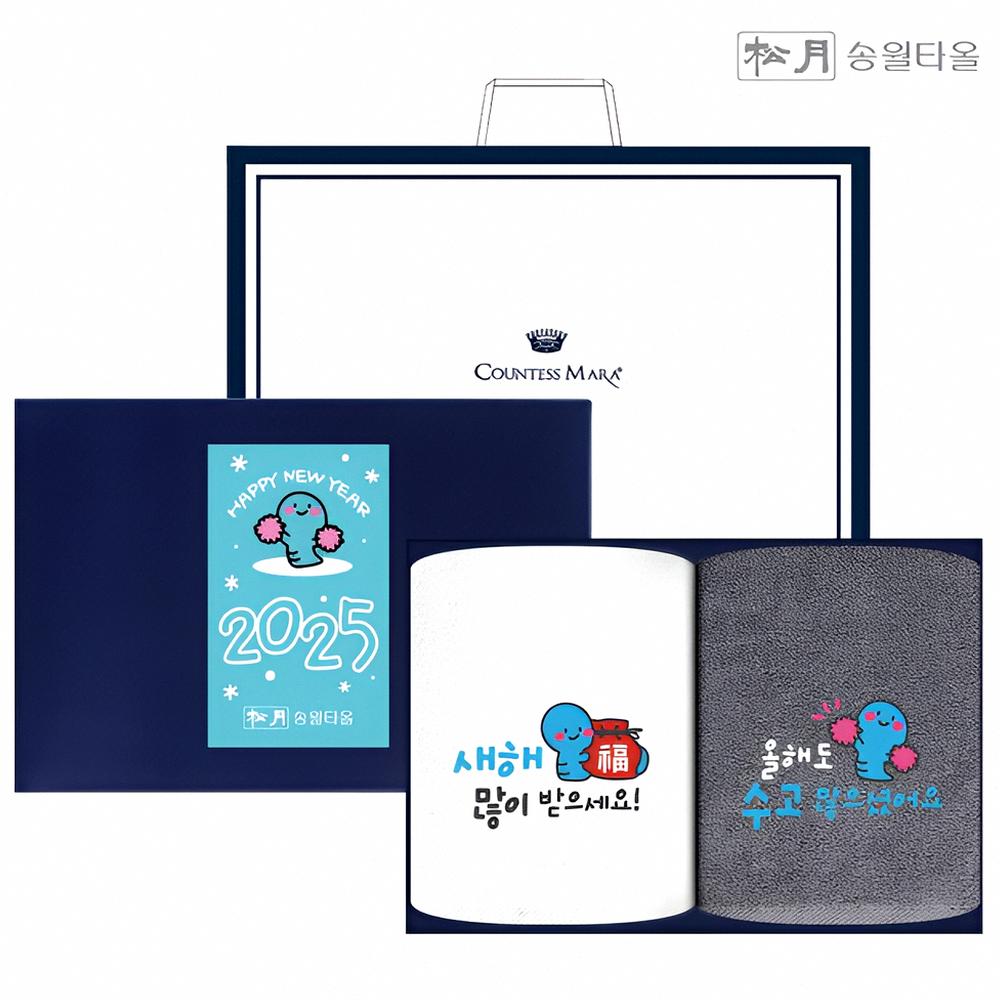 松月 송월타올
COUNTESS MARA®
HAPPY NEW YEAR
2025
松月 송월타올
새해
福
많이 받으세요!
올해도
수고 많으셨어요